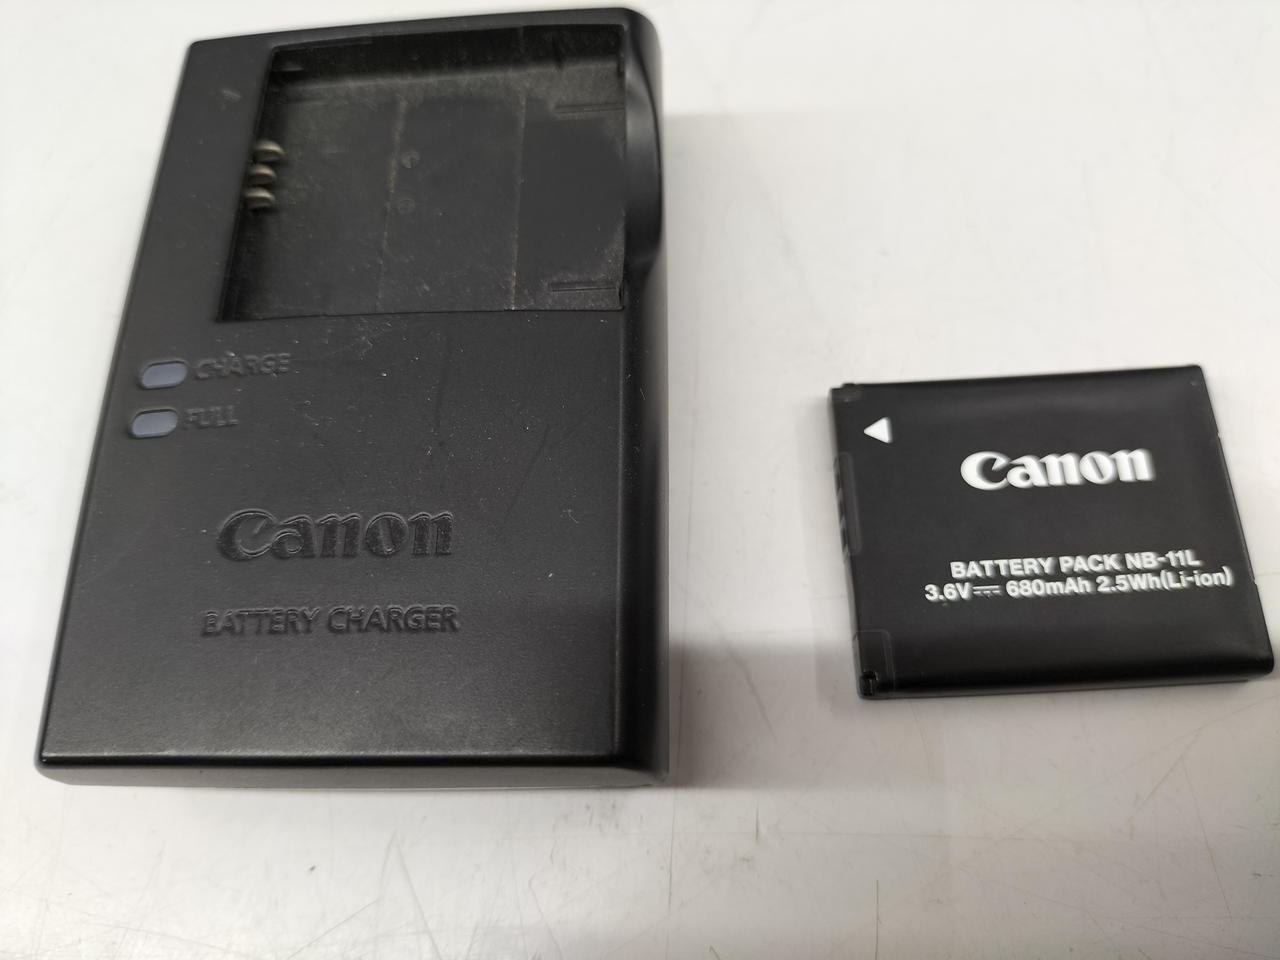 CHARGE
FULL
Canon
BATTERY CHARGER
Canon
BATTERY PACK NB-11L
3.6V⎓ 680mAh 2.5Wh(Li-ion)